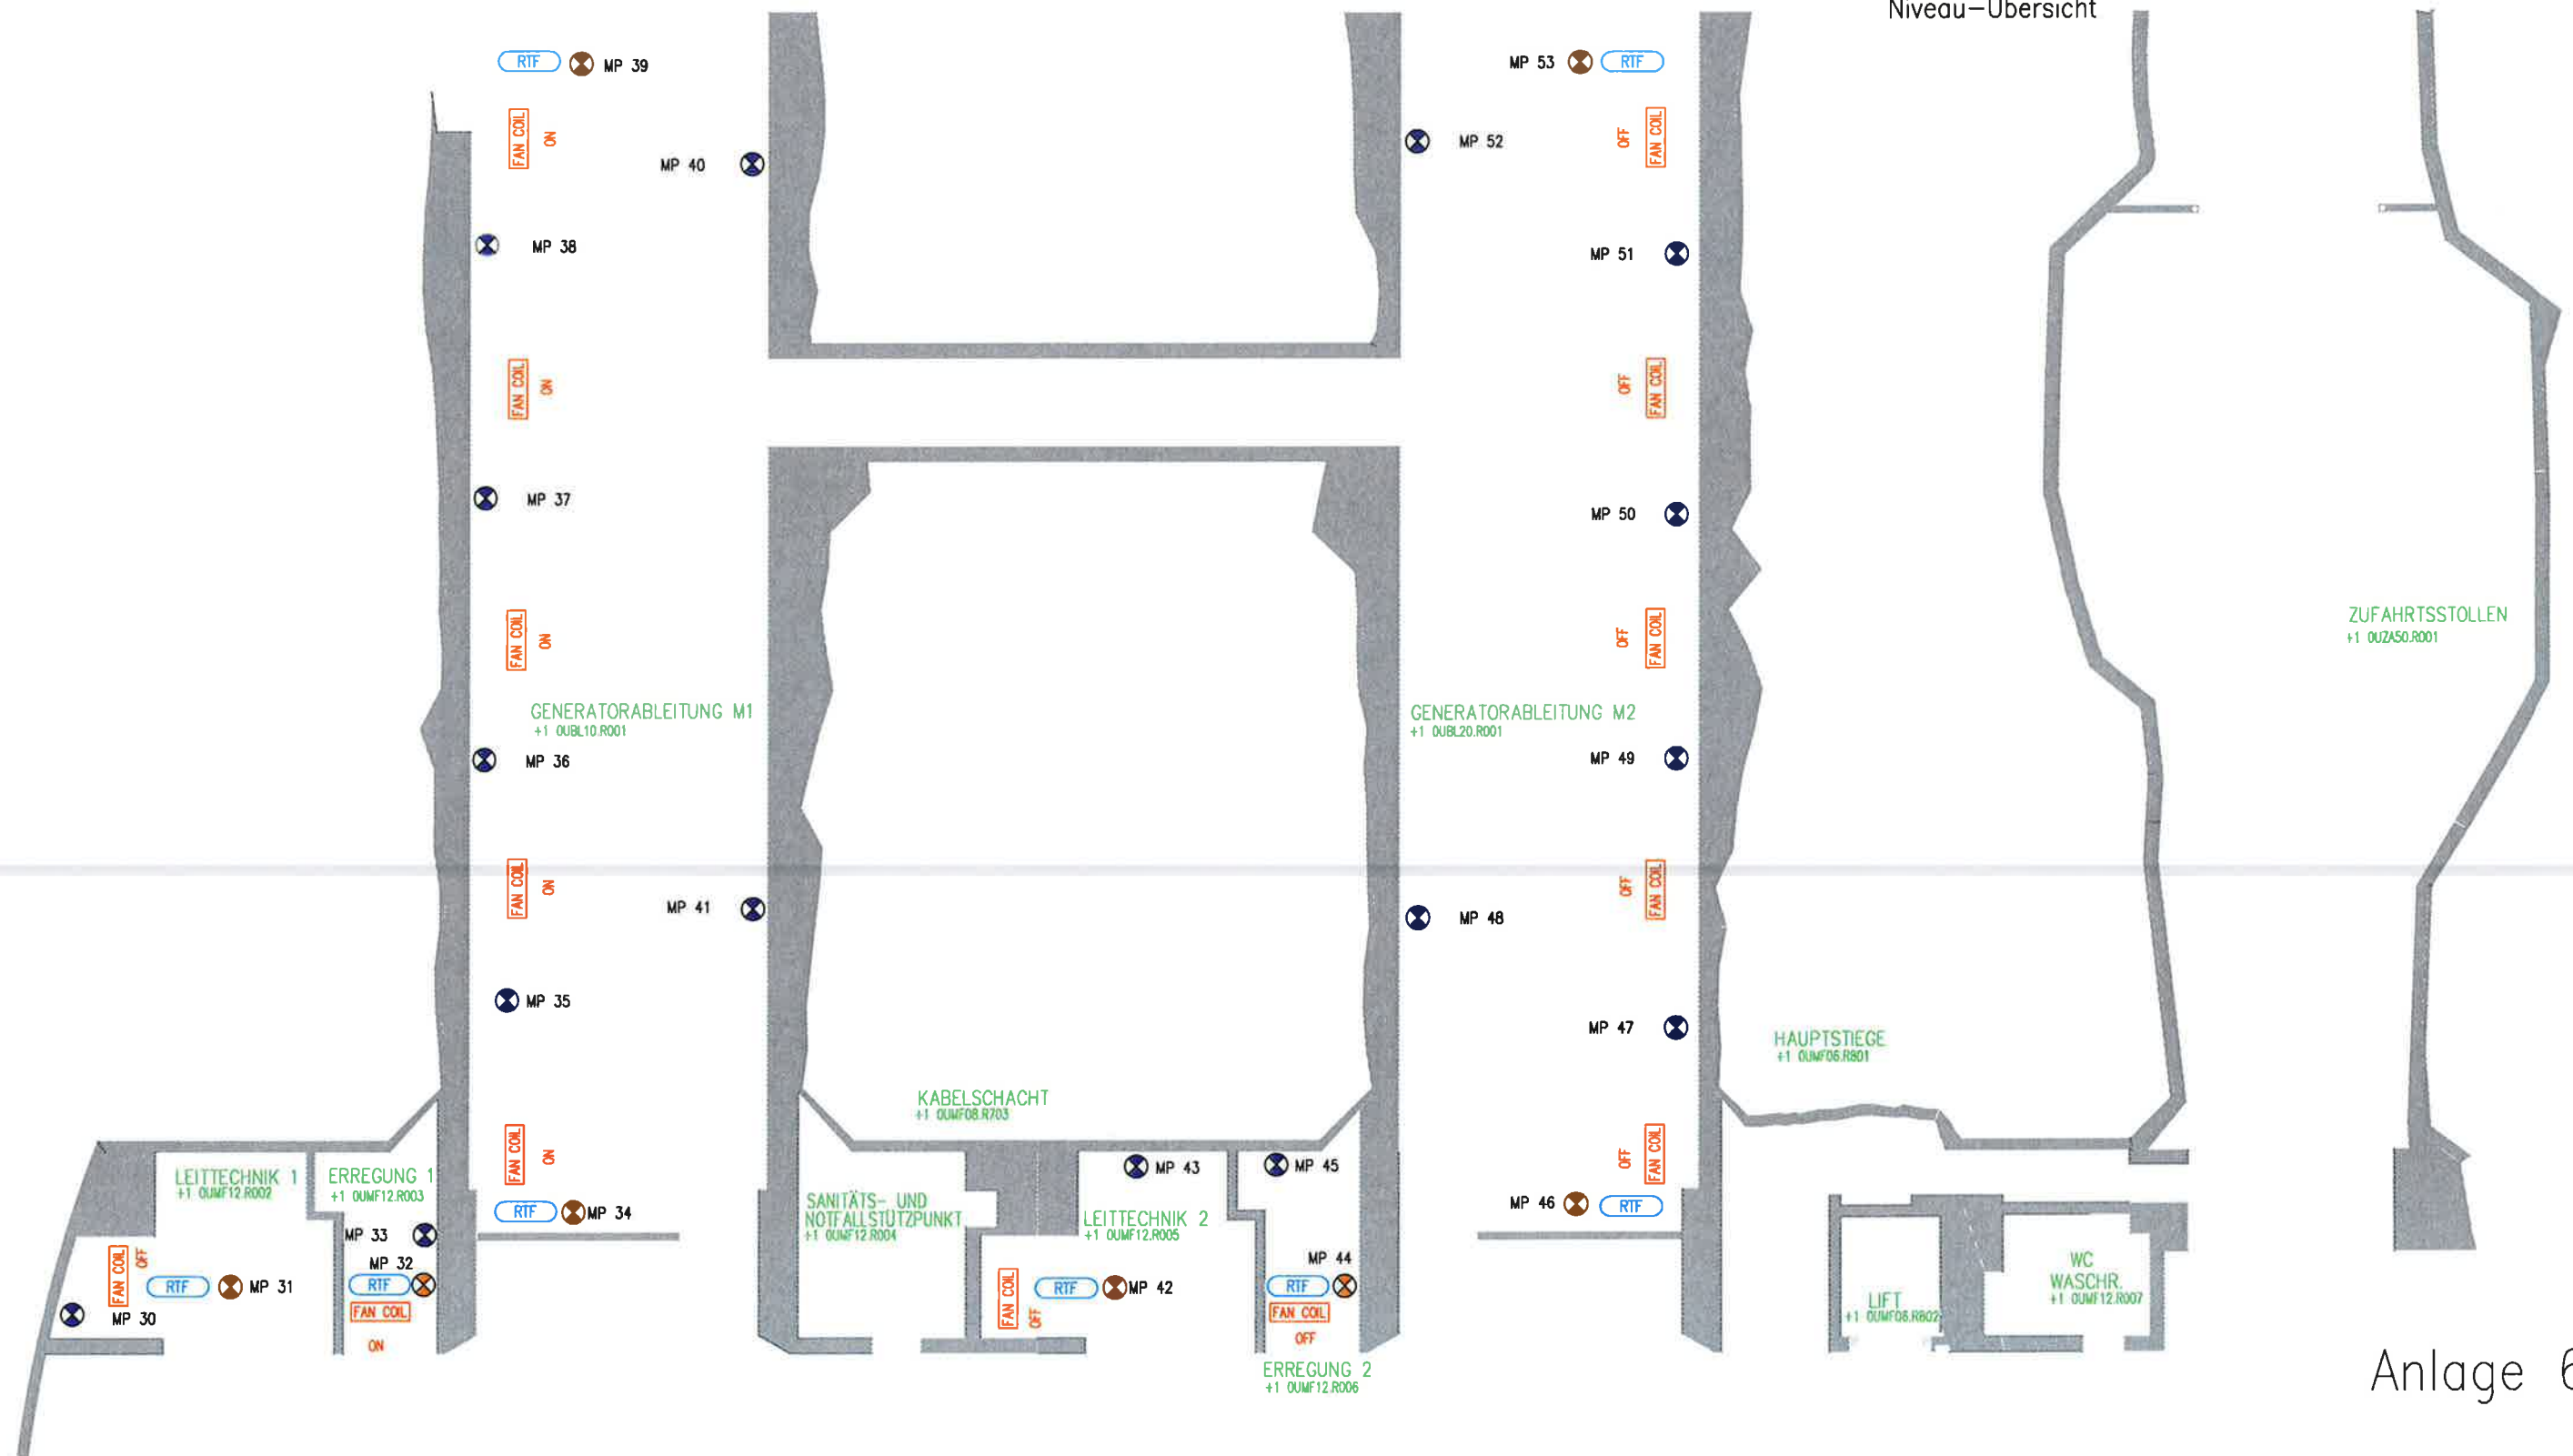 Niveau-Übersicht
RTF MP 39
MP 53 RTF
FAN COIL ON
OFF FAN COIL
MP 40
MP 52
MP 38
MP 51
FAN COIL ON
OFF FAN COIL
MP 37
MP 50
FAN COIL ON
OFF FAN COIL
ZUFAHRTSSTOLLEN
+1 0UZA50.R001
GENERATORABLEITUNG M1
+1 0UBL10.R001
GENERATORABLEITUNG M2
+1 0UBL20.R001
MP 36
MP 49
FAN COIL ON
OFF FAN COIL
MP 41
MP 48
MP 35
MP 47
HAUPTSTIEGE
+1 0UMF06.R801
KABELSCHACHT
+1 0UMF08.R703
FAN COIL ON
OFF FAN COIL
LEITTECHNIK 1
+1 0UMF12.R002
ERREGUNG 1
+1 0UMF12.R003
MP 43
MP 45
SANITÄTS- UND
NOTFALLSTÜTZPUNKT
+1 0UMF12.R004
LEITTECHNIK 2
+1 0UMF12.R005
RTF MP 34
MP 46 RTF
MP 33
MP 32
RTF
FAN COIL
ON
FAN COIL OFF
RTF MP 31
MP 30
FAN COIL OFF
RTF MP 42
MP 44
RTF
FAN COIL
OFF
ERREGUNG 2
+1 0UMF12.R006
LIFT
+1 0UMF08.R802
WC
WASCHR.
+1 0UMF12.R007
Anlage 6